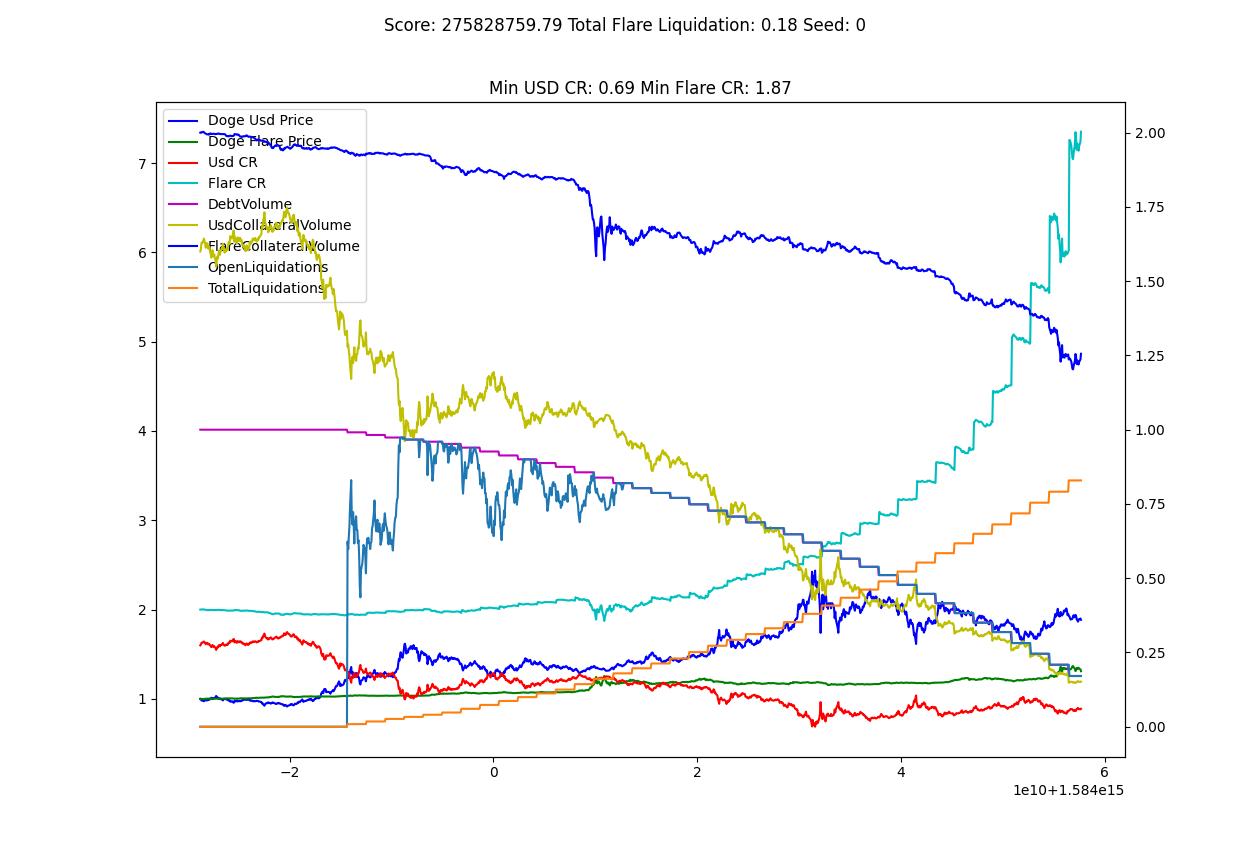 Score: 275828759.79 Total Flare Liquidation: 0.18 Seed: 0
Min USD CR: 0.69 Min Flare CR: 1.87
Doge Usd Price
Doge Flare Price
Usd CR
Flare CR
DebtVolume
UsdCollateralVolume
FlareCollateralVolume
OpenLiquidations
TotalLiquidations
7
6
5
4
3
2
1
2.00
1.75
1.50
1.25
1.00
0.75
0.50
0.25
0.00
−2
0
2
4
6
1e10+1.584e15